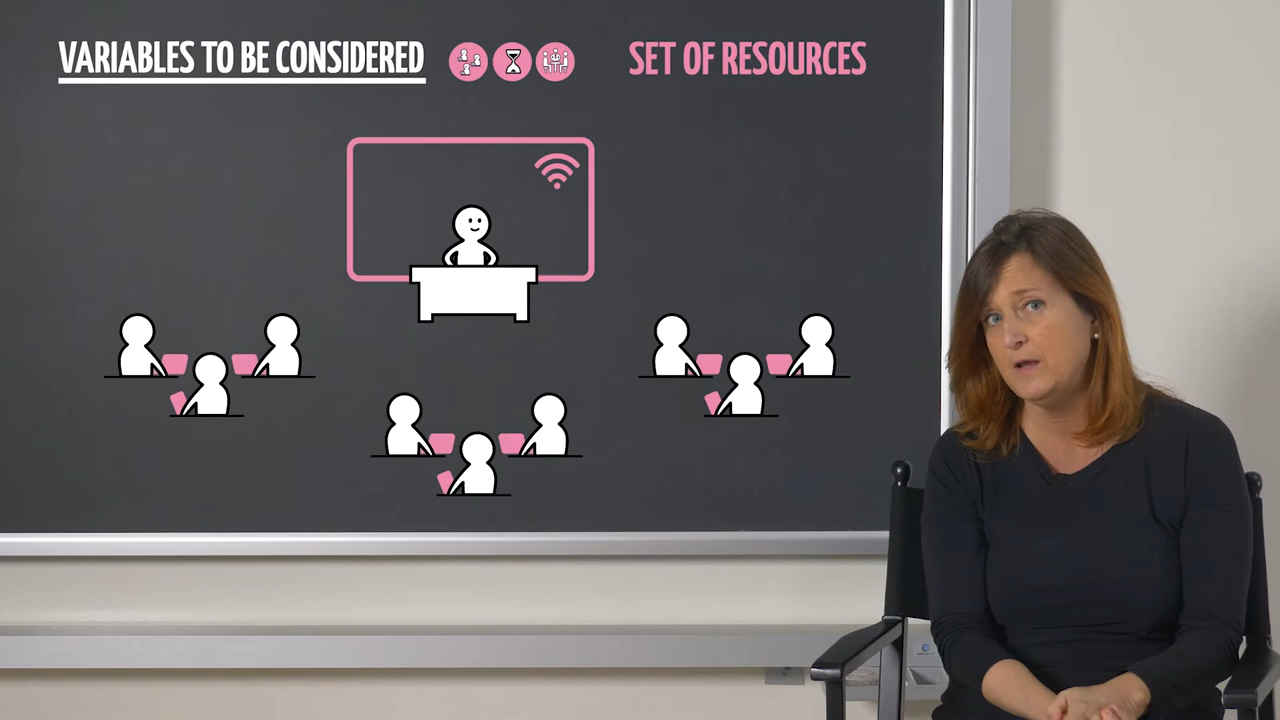 VARIABLES TO BE CONSIDERED
SET OF RESOURCES